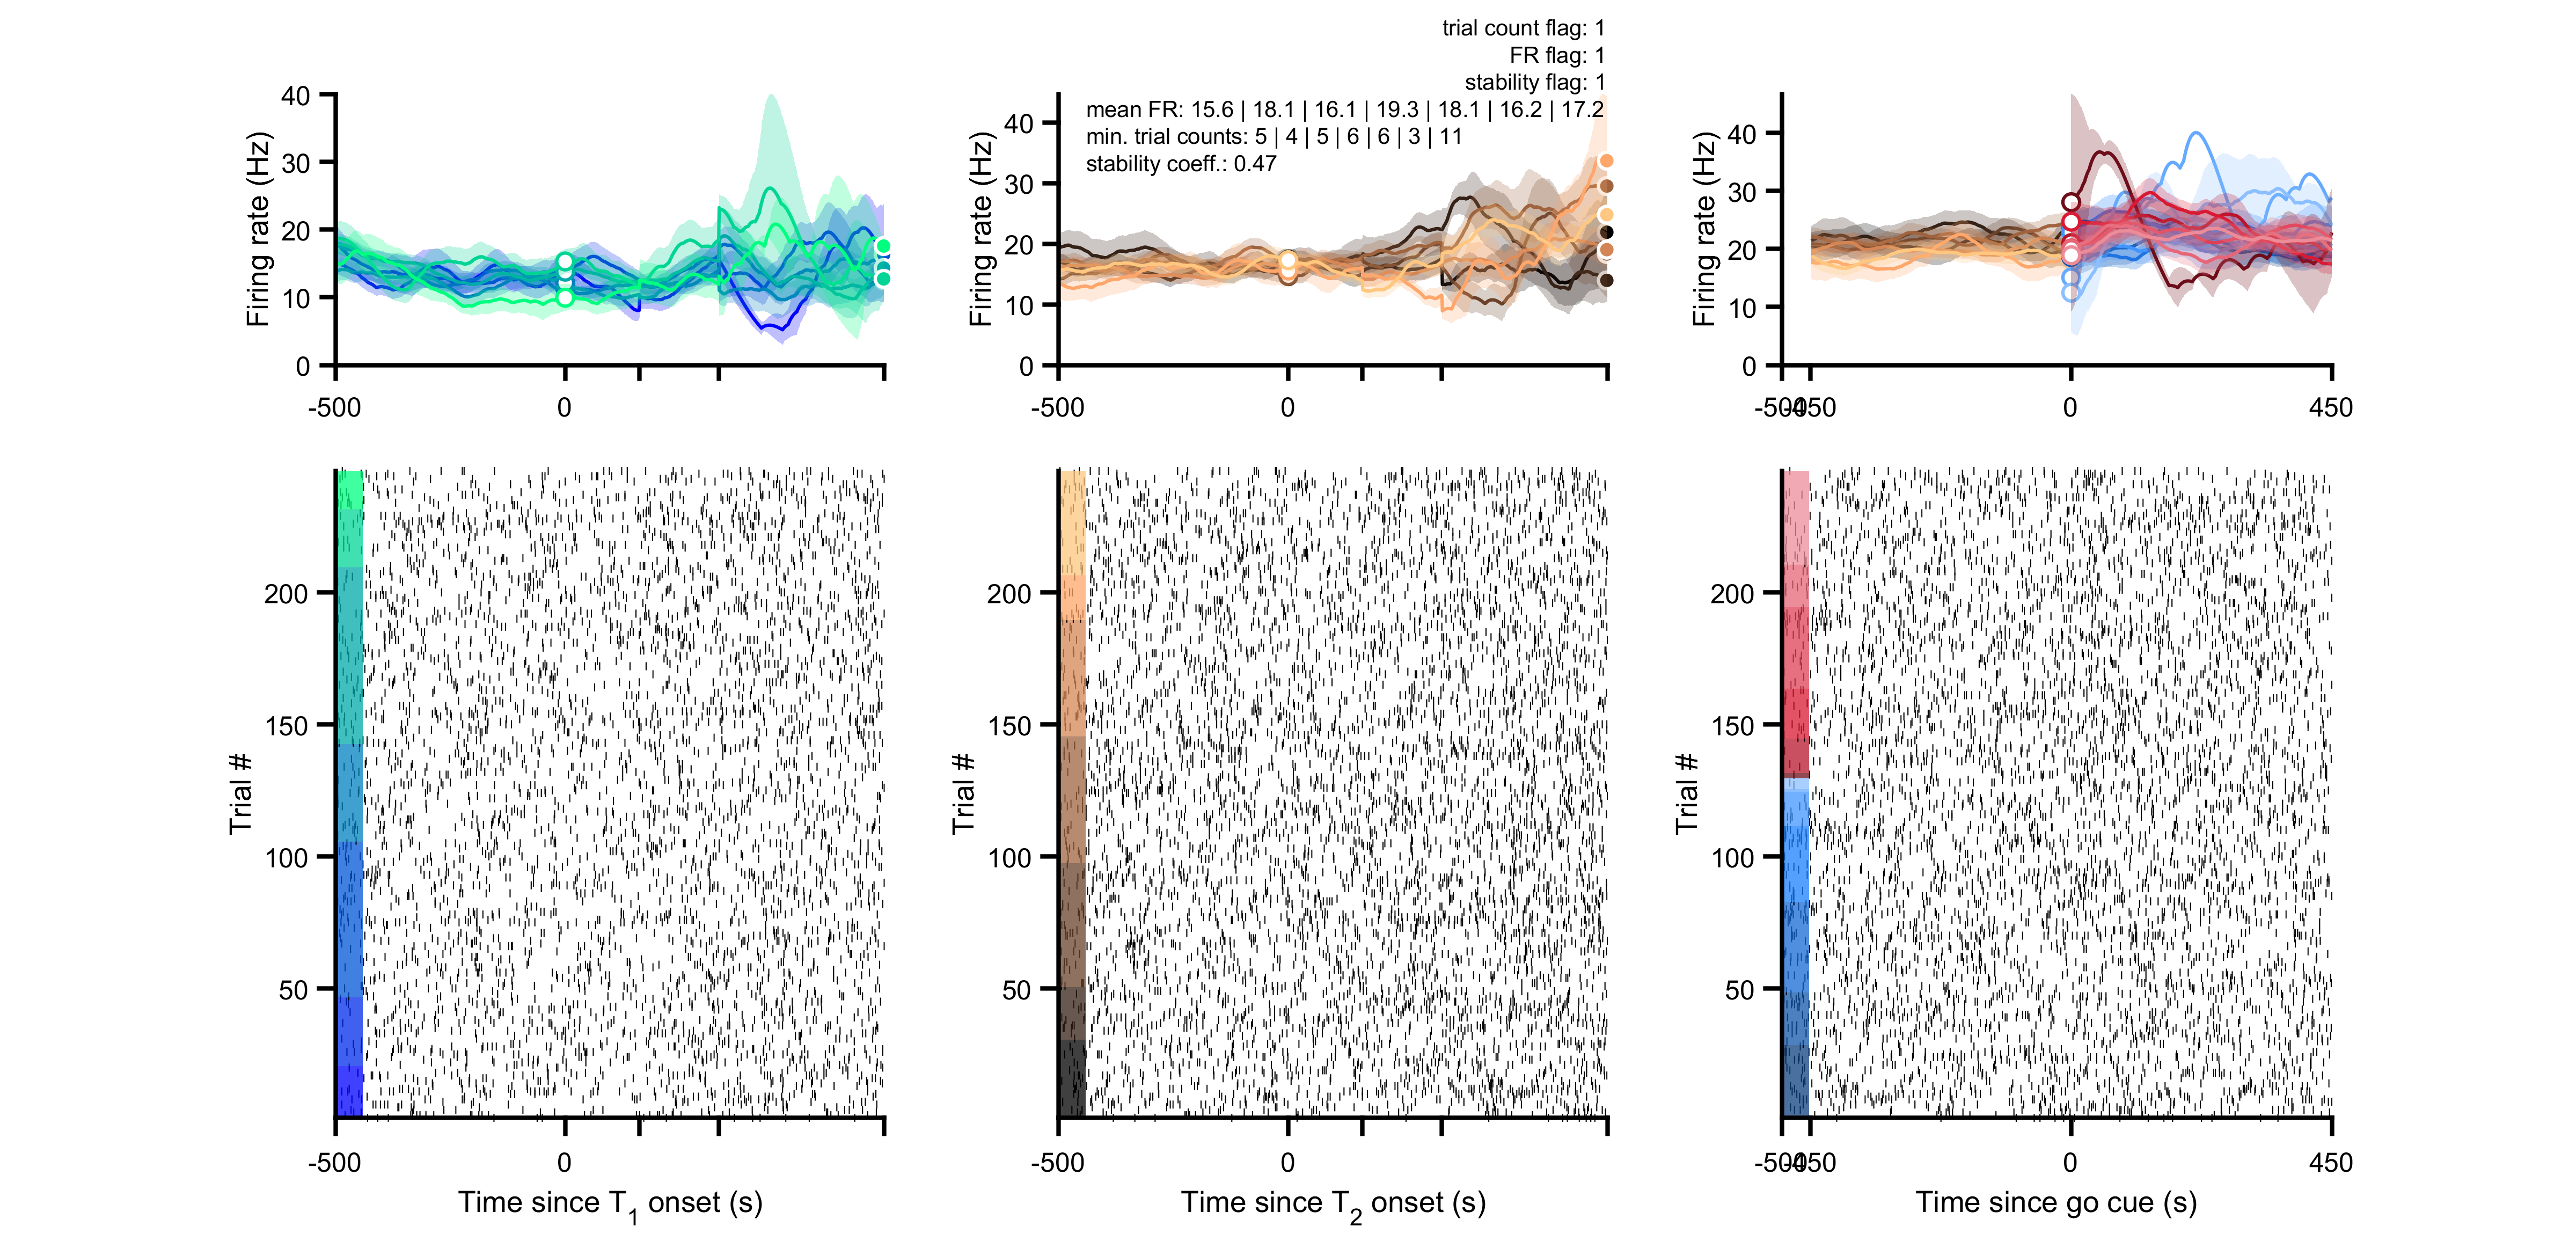 trial count flag: 1
FR flag: 1
stability flag: 1
mean FR: 15.6 | 18.1 | 16.1 | 19.3 | 18.1 | 16.2 | 17.2
min. trial counts: 5 | 4 | 5 | 6 | 6 | 3 | 11
stability coeff.: 0.47
Firing rate (Hz)
40
30
20
10
0
-500
0
Firing rate (Hz)
40
30
20
10
0
-500
0
Firing rate (Hz)
40
30
20
10
0
-500
-450
0
450
Trial #
200
150
100
50
-500
0
Time since T1 onset (s)
Trial #
200
150
100
50
-500
0
Time since T2 onset (s)
Trial #
200
150
100
50
-500
-450
0
450
Time since go cue (s)